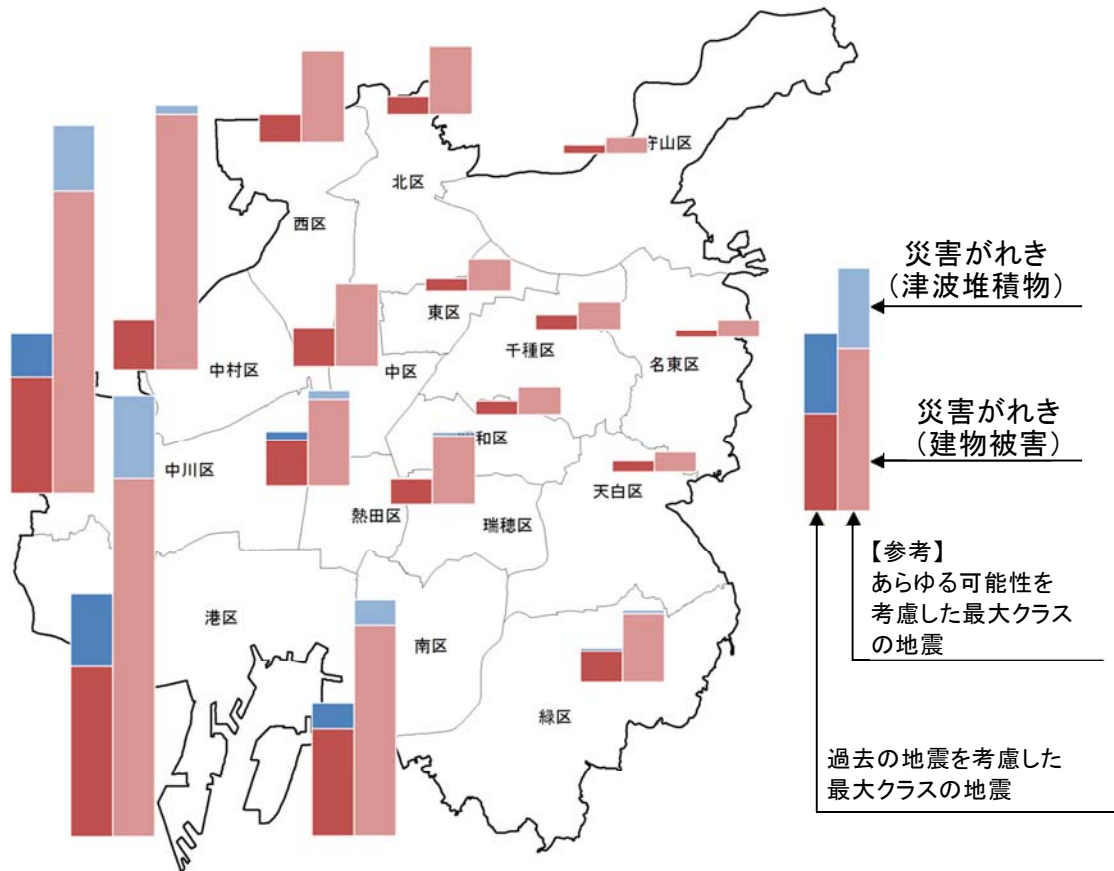 守山区
北区
西区
東区
千種区
名東区
中村区
中区
昭和区
中川区
天白区
熱田区
瑞穂区
港区
南区
緑区
災害がれき
（津波堆積物）
災害がれき
（建物被害）
【参考】
あらゆる可能性を
考慮した最大クラス
の地震
過去の地震を考慮した
最大クラスの地震